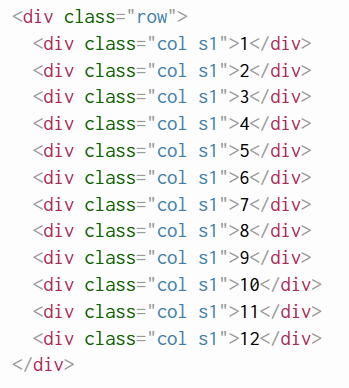 <div class="row">
  <div class="col s1">1</div>
  <div class="col s1">2</div>
  <div class="col s1">3</div>
  <div class="col s1">4</div>
  <div class="col s1">5</div>
  <div class="col s1">6</div>
  <div class="col s1">7</div>
  <div class="col s1">8</div>
  <div class="col s1">9</div>
  <div class="col s1">10</div>
  <div class="col s1">11</div>
  <div class="col s1">12</div>
</div>